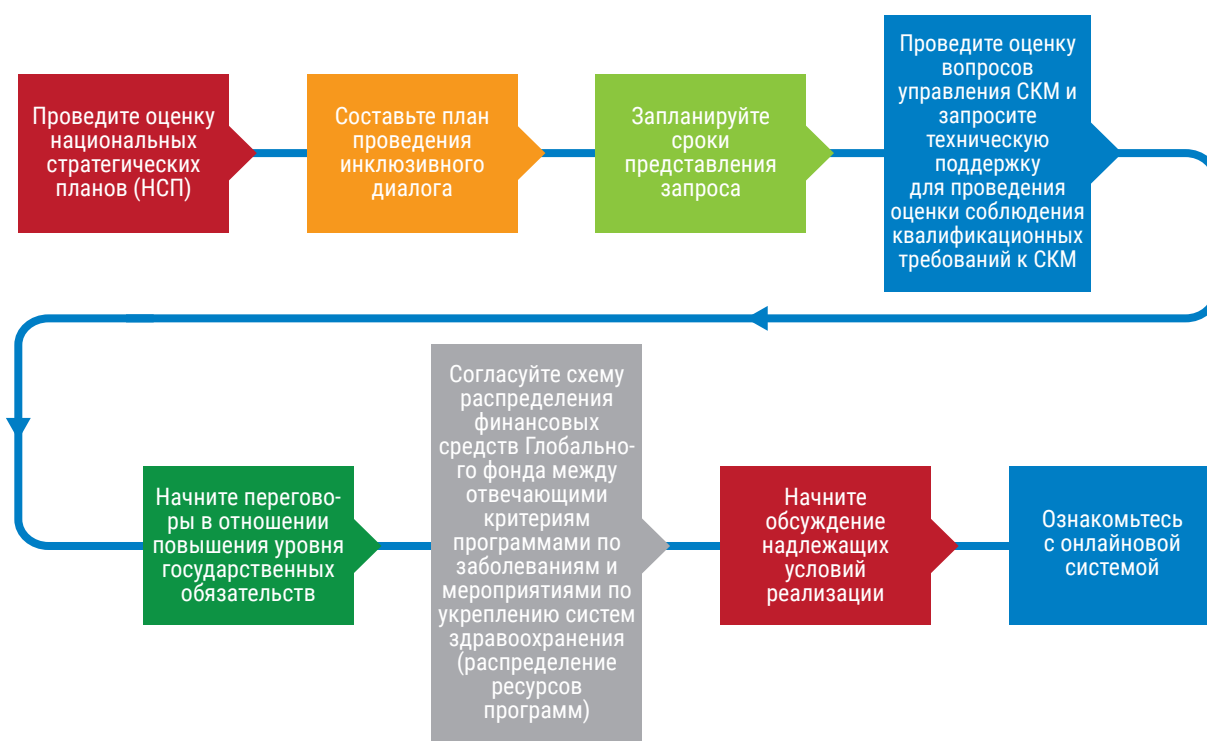 Проведите оценку
национальных
стратегических
планов (НСП)
Составьте план
проведения
инклюзивного
диалога
Запланируйте
сроки
представления
запроса
Проведите оценку
вопросов
управления СКМ и
запросите
техническую
поддержку
для проведения
оценки соблюдения
квалификационных
требований к СКМ
Начните перегово-
ры в отношении
повышения уровня
государственных
обязательств
Согласуйте схему
распределения
финансовых
средств Глобально-
го фонда между
отвечающими
критериям
программами по
заболеваниям и
мероприятиями по
укреплению систем
здравоохранения
(распределение
ресурсов
программ)
Начните
обсуждение
надлежащих
условий
реализации
Ознакомьтесь
с онлайновой
системой